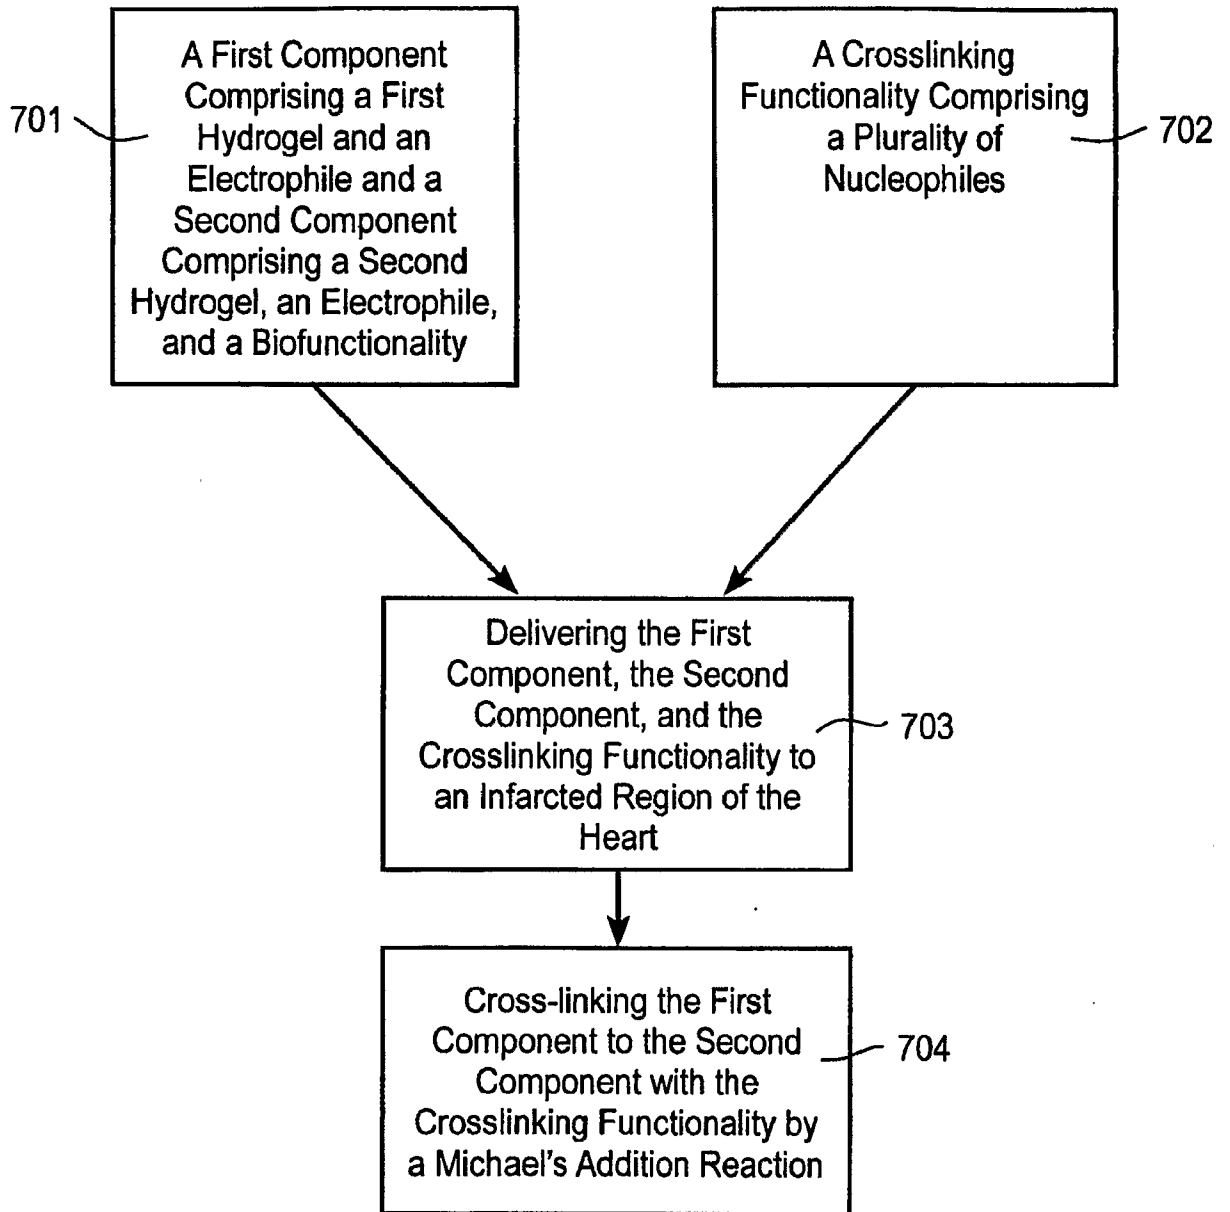 A First Component
Comprising a First
Hydrogel and an
Electrophile and a
Second Component
Comprising a Second
Hydrogel, an Electrophile,
and a Biofunctionality
701
A Crosslinking
Functionality Comprising
a Plurality of
Nucleophiles
702
Delivering the First
Component, the Second
Component, and the
Crosslinking Functionality to
an Infarcted Region of the
Heart
703
Cross-linking the First
Component to the Second
Component with the
Crosslinking Functionality by
a Michael's Addition Reaction
704